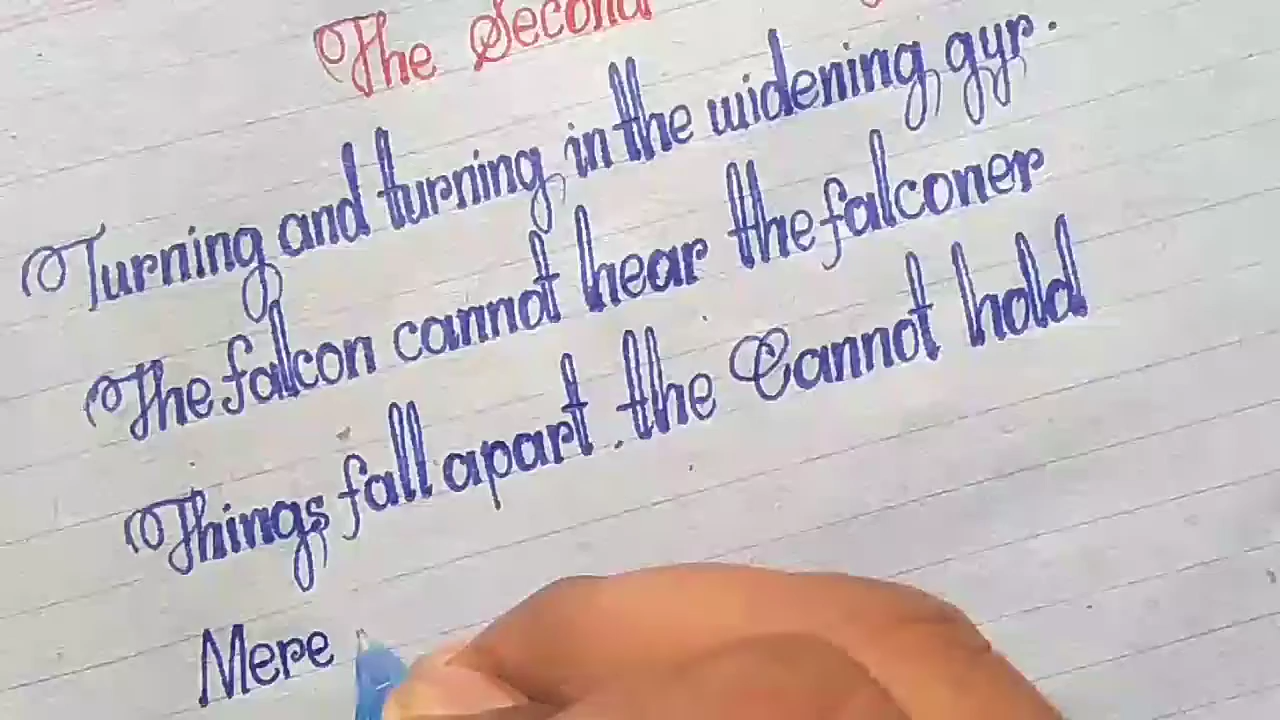 The Second
Turning and turning in the widening gyr.
The falcon cannot hear the falconer
Things fall apart . the Cannot hold
Mere